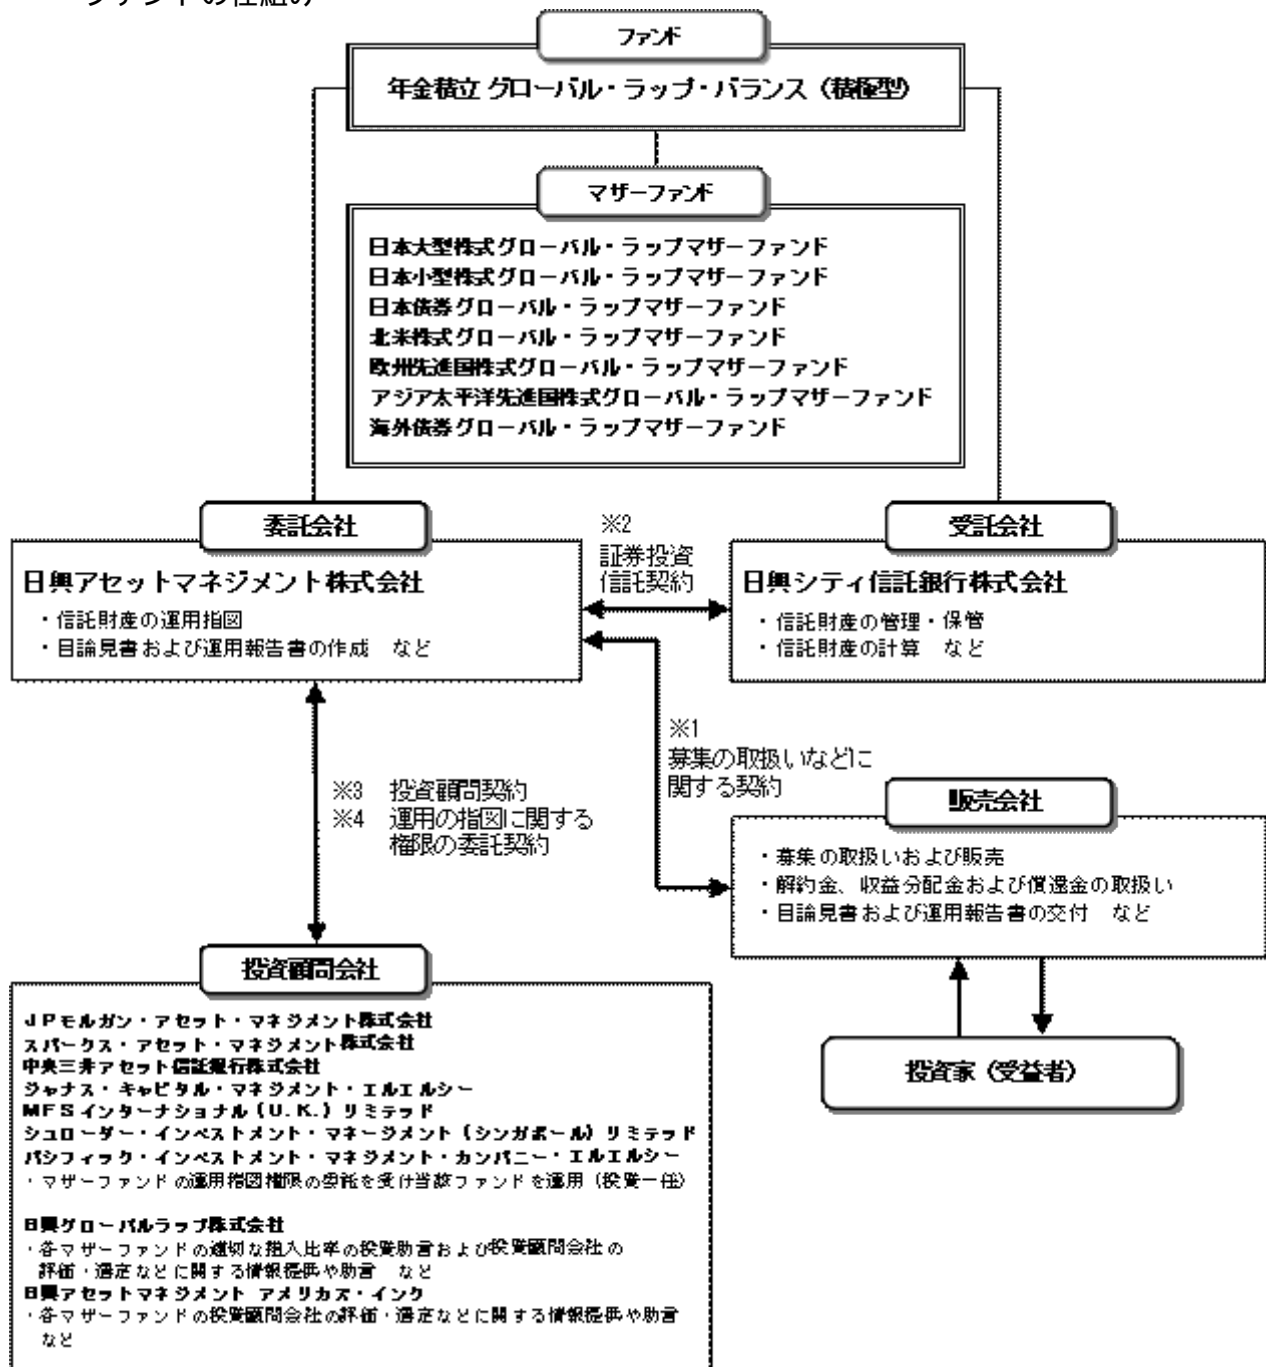 ファンドの仕組み
ファンド
年金積立 グローバル・ラップ・バランス（積極型）
マザーファンド
日本大型株式グローバル・ラップマザーファンド
日本小型株式グローバル・ラップマザーファンド
日本債券グローバル・ラップマザーファンド
北米株式グローバル・ラップマザーファンド
欧州先進国株式グローバル・ラップマザーファンド
アジア太平洋先進国株式グローバル・ラップマザーファンド
海外債券グローバル・ラップマザーファンド
委託会社
日興アセットマネジメント株式会社
・信託財産の運用指図
・目論見書および運用報告書の作成　など
※2
証券投資
信託契約
受託会社
日興シティ信託銀行株式会社
・信託財産の管理・保管
・信託財産の計算　など
※1
募集の取扱いなどに
関する契約
※3　投資顧問契約
※4　運用の指図に関する
権限の委託契約
販売会社
・募集の取扱いおよび販売
・解約金、収益分配金および償還金の取扱い
・目論見書および運用報告書の交付　など
投資家（受益者）
投資顧問会社
ＪＰモルガン・アセット・マネジメント株式会社
スパークス・アセット・マネジメント株式会社
中央三井アセット信託銀行株式会社
ジャナス・キャピタル・マネジメント・エルエルシー
MFSインターナショナル（U.K.）リミテッド
シュローダー・インベストメント・マネージメント（シンガポール）リミテッド
パシフィック・インベストメント・マネジメント・カンパニー・エルエルシー
・マザーファンドの運用指図権限の委託を受け当該ファンドを運用（投資一任）
日興グローバルラップ株式会社
・各マザーファンドの適切な組入比率の投資助言および投資顧問会社の
評価・選定などに関する情報提供や助言　など
日興アセットマネジメント アメリカズ・インク
・各マザーファンドの投資顧問会社の評価・選定などに関する情報提供や助言
など